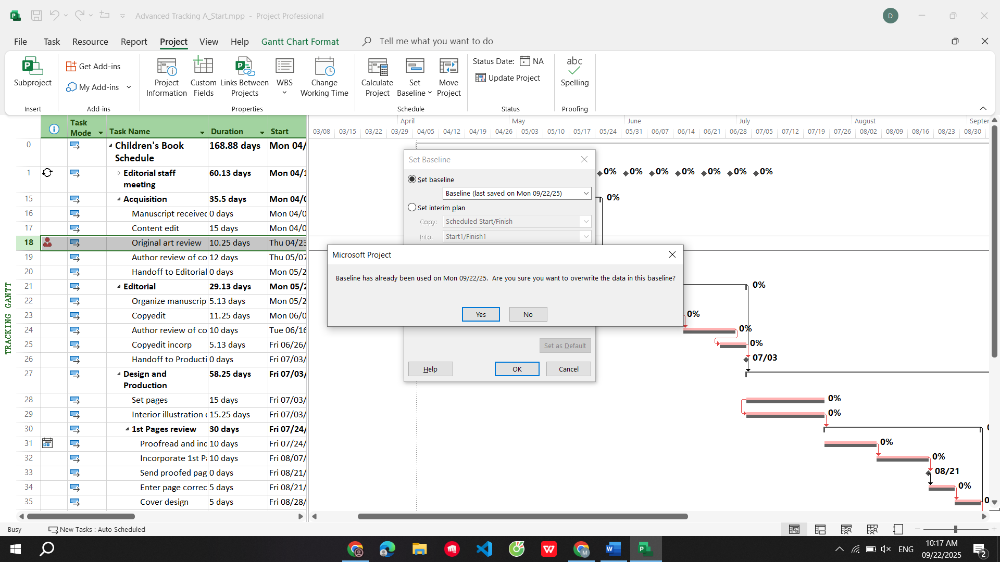 Advanced Tracking A_Start.mpp - Project Professional
D
File Task Resource Report Project View Help Gantt Chart Format Tell me what you want to do
Subproject
Get Add-ins
My Add-ins
Project Information
Custom Fields
Links Between Projects
WBS
Change Working Time
Calculate Project
Set Baseline
Move Project
Status Date: NA
Update Project
abc
Spelling
Insert Add-ins Properties Schedule Status Proofing
Task Mode Task Name Duration Start
April May June July August Septer
03/08 03/15 03/22 03/29 04/05 04/12 04/19 04/26 05/03 05/10 05/17 05/24 05/31 06/07 06/14 06/21 06/28 07/05 07/12 07/19 07/26 08/02 08/09 08/16 08/23 08/30
0 Children's Book Schedule 168.88 days Mon 04/
1 Editorial staff meeting 60.13 days Mon 04/1
0% 0% 0% 0% 0% 0% 0%
15 Acquisition 35.5 days Mon 04/0
0%
16 Manuscript received 0 days Mon 04/0
17 Content edit 15 days Mon 04/0
18 Original art review 10.25 days Thu 04/23
19 Author review of co 12 days Thu 05/07
20 Handoff to Editorial 0 days Mon 05/2
21 Editorial 29.13 days Mon 05/2
0%
22 Organize manuscrip 5.13 days Mon 05/2
23 Copyedit 11.25 days Mon 06/0
0%
24 Author review of co 10 days Tue 06/16
0%
25 Copyedit incorp 5.13 days Fri 06/26/
0%
26 Handoff to Producti 0 days Fri 07/03/
07/03
27 Design and Production 58.25 days Fri 07/03/
28 Set pages 15 days Fri 07/03/
0%
29 Interior illustration 15.25 days Fri 07/03/
0%
30 1st Pages review 30 days Fri 07/24/
31 Proofread and ind 10 days Fri 07/24/
0%
32 Incorporate 1st Pa 10 days Fri 08/07/
0%
33 Send proofed pag 0 days Fri 08/21/
08/21
34 Enter page correc 5 days Fri 08/21/
0%
35 Cover design 5 days Fri 08/28/
TRACKING GANTT
Set Baseline
Set baseline
Baseline (last saved on Mon 09/22/25)
Set interim plan
Copy: Scheduled Start/Finish
Into: Start1/Finish1
Microsoft Project
Baseline has already been used on Mon 09/22/25. Are you sure you want to overwrite the data in this baseline?
Yes No
Set as Default
Help OK Cancel
Busy New Tasks : Auto Scheduled
ENG
10:17 AM
09/22/2025
2